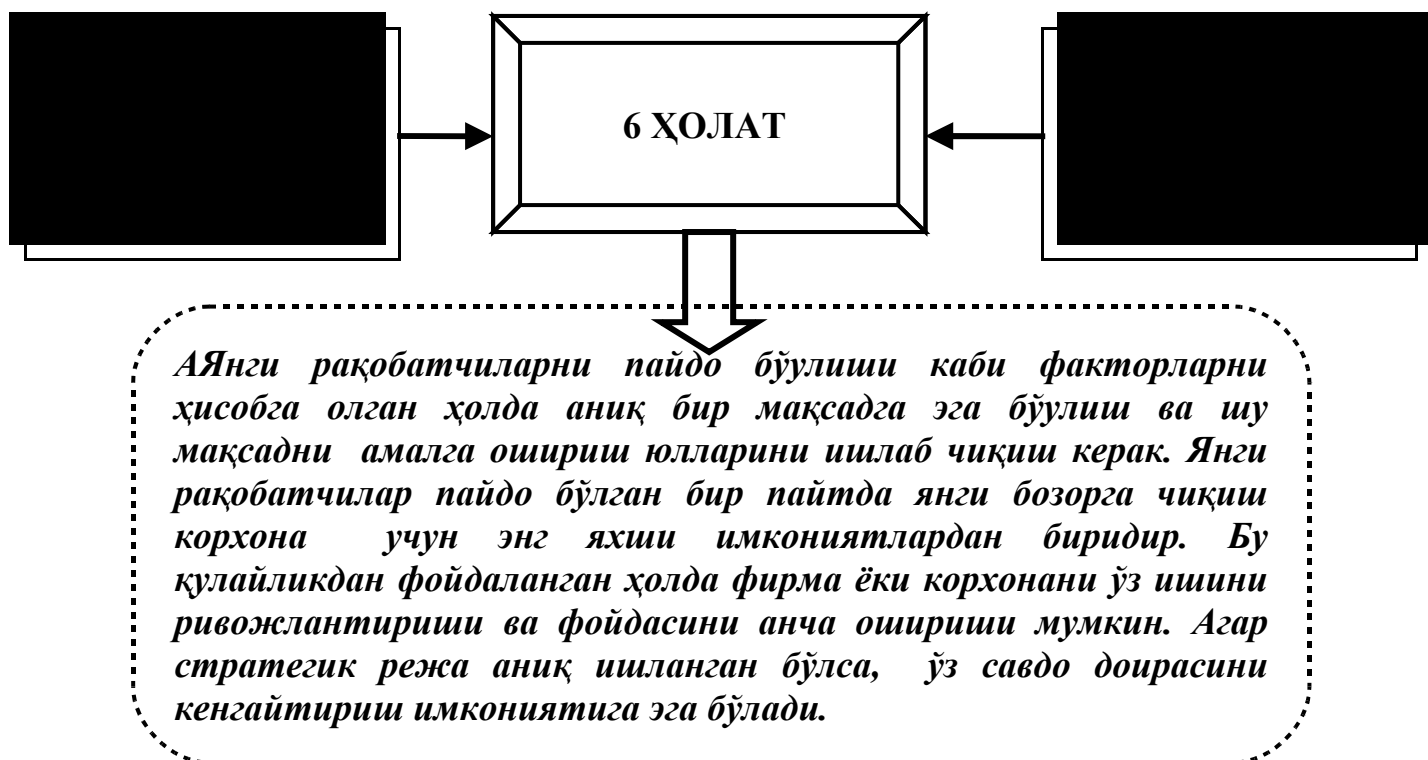 6 ҲОЛАТ
АЯнги рақобатчиларни пайдо бўулиши каби факторларни
ҳисобга олган ҳолда аниқ бир мақсадга эга бўулиш ва шу
мақсадни амалга ошириш юлларини ишлаб чиқиш керак. Янги
рақобатчилар пайдо бўлган бир пайтда янги бозорга чиқиш
корхона учун энг яхши имкониятлардан биридир. Бу
қулайликдан фойдаланган ҳолда фирма ёки корхонани ўз ишини
ривожлантириши ва фойдасини анча ошириши мумкин. Агар
стратегик режа аниқ ишланган бўлса, ўз савдо доирасини
кенгайтириш имкониятига эга бўлади.